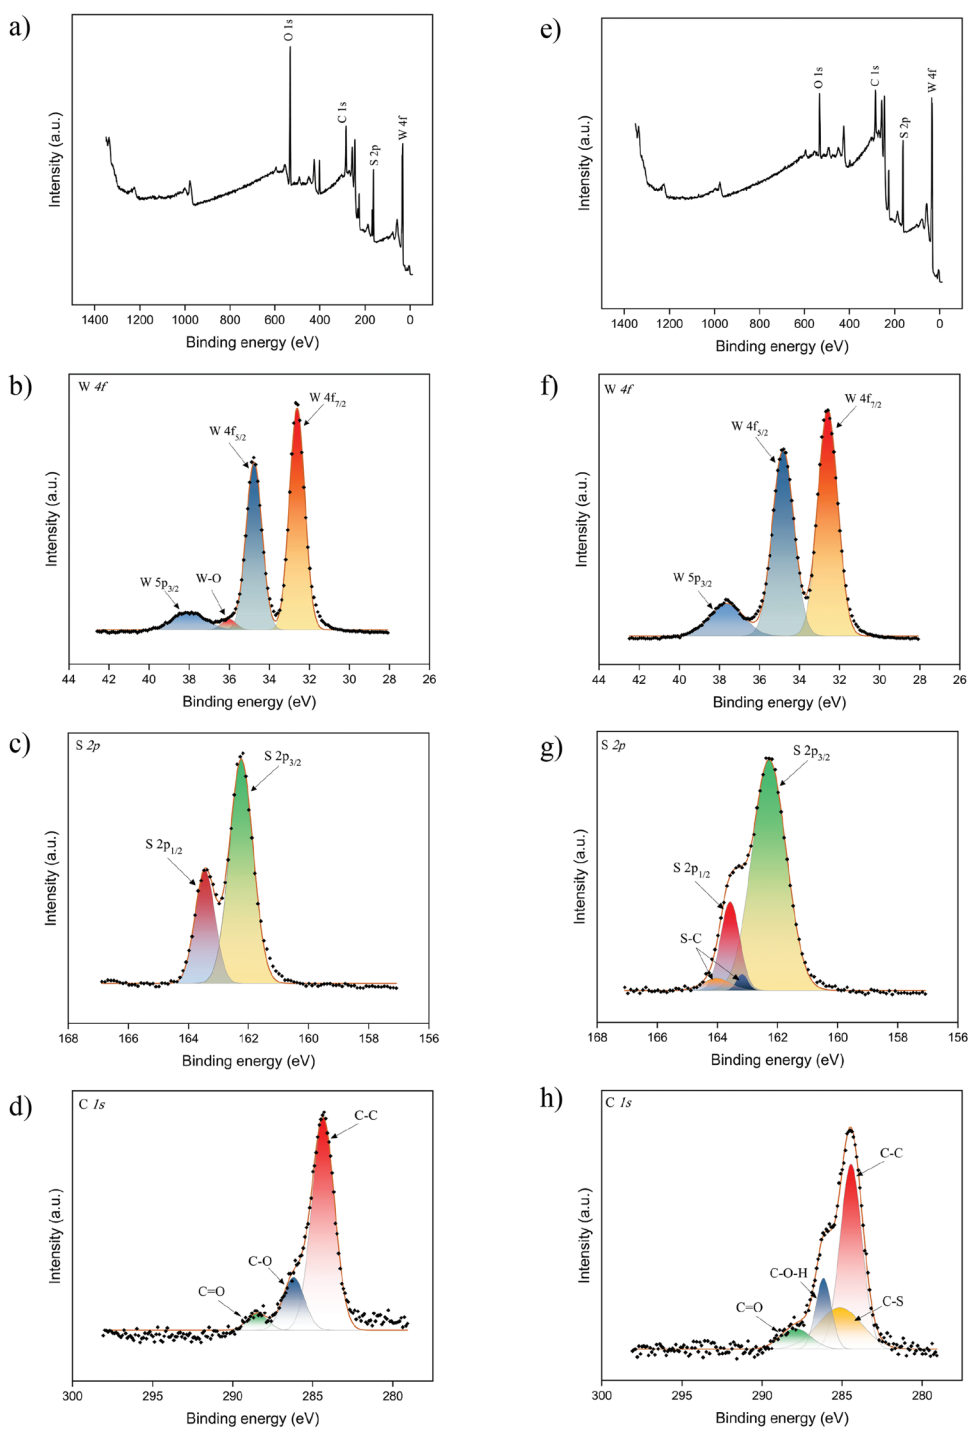 a)
O 1s
C 1s
S 2p
W 4f
Intensity (a.u.)
1400 1200 1000 800 600 400 200 0
Binding energy (eV)
e)
O 1s
C 1s
S 2p
W 4f
Intensity (a.u.)
1400 1200 1000 800 600 400 200 0
Binding energy (eV)
b)
W 4f
W 4f7/2
W 4f5/2
W-O
W 5p3/2
Intensity (a.u.)
44 42 40 38 36 34 32 30 28 26
Binding energy (eV)
f)
W 4f
W 4f7/2
W 4f5/2
W 5p3/2
Intensity (a.u.)
44 42 40 38 36 34 32 30 28 26
Binding energy (eV)
c)
S 2p
S 2p3/2
S 2p1/2
Intensity (a.u.)
168 166 164 162 160 158 156
Binding energy (eV)
g)
S 2p
S 2p3/2
S 2p1/2
S-C
Intensity (a.u.)
168 166 164 162 160 158 156
Binding energy (eV)
d)
C 1s
C-C
C-O
C=O
Intensity (a.u.)
300 295 290 285 280
Binding energy (eV)
h)
C 1s
C-C
C-O-H
C=O
C-S
Intensity (a.u.)
300 295 290 285 280
Binding energy (eV)